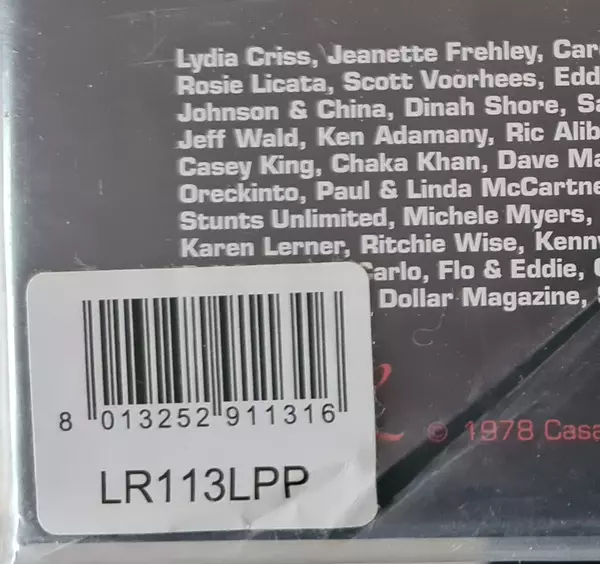 Lydia Criss, Jeanette Frehley, Car
Rosie Licata, Scott Voorhees, Edd
Johnson & China, Dinah Shore, Sa
Jeff Wald, Ken Adamany, Ric Alib
Casey King, Chaka Khan, Dave Ma
Oreckinto, Paul & Linda McCartne
Stunts Unlimited, Michele Myers,
Karen Lerner, Ritchie Wise, Kenny
Carlo, Flo & Eddie,
Dollar Magazine,
8 013252 911316
LR113LPP
© 1978 Casa